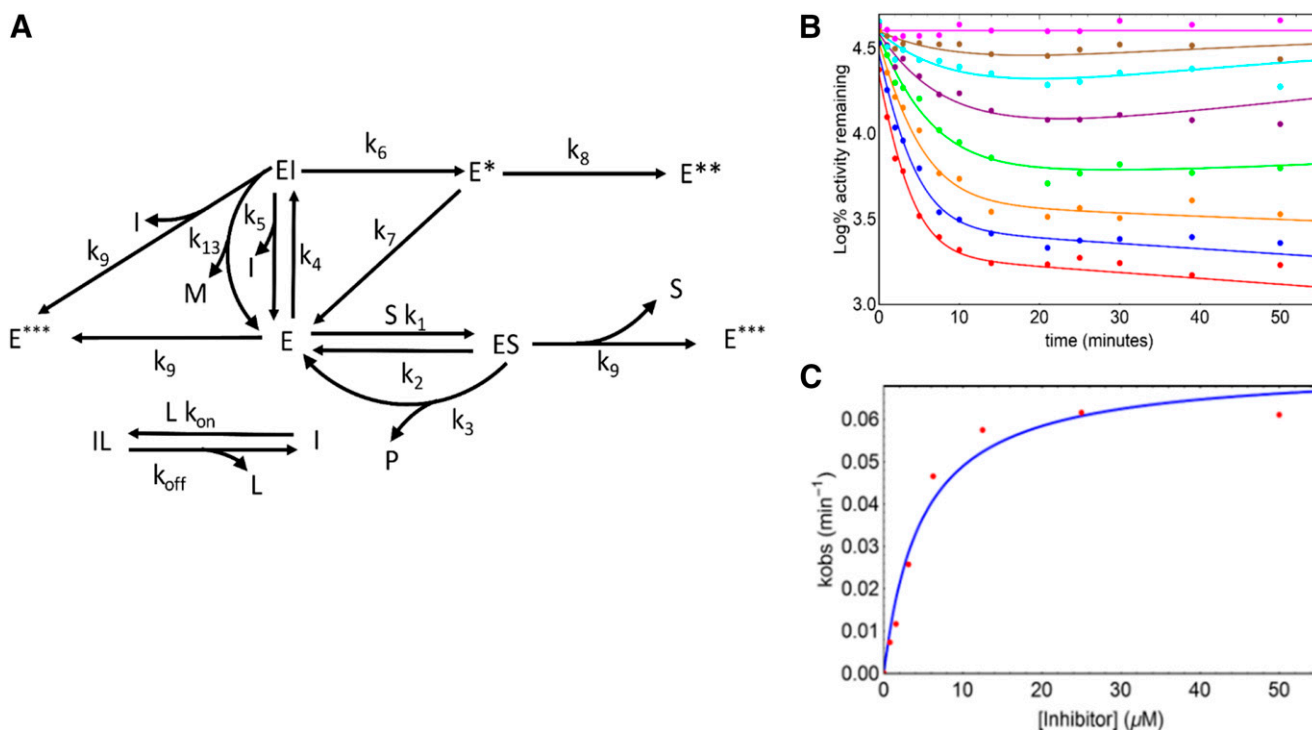 A
EI
k6
E*
k8
E**
I
k5
k13
I
k4
k7
k9
M
E***
k9
E
S k1
k2
ES
S
k9
E***
k3
P
L kon
IL
I
koff
L
B
Log% activity remaining
4.5
4.0
3.5
3.0
0 10 20 30 40 50
time (minutes)
C
kobs (min⁻¹)
0.06
0.05
0.04
0.03
0.02
0.01
0.00
0 10 20 30 40 50
[Inhibitor] (µM)